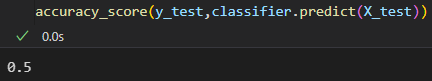 accuracy_score(y_test,classifier.predict(X_test))
✓ 0.0s
0.5